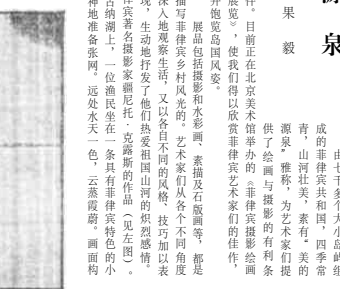 源泉
果毅
由七千多个大小岛屿组
成的菲律宾共和国，四季常
青，山河壮美，素有“美的
源泉”雅称，为艺术家们提
供了绘画与摄影的有利条
件。目前正在北京美术馆举办的《菲律宾摄影绘画
展览》，使我们得以欣赏菲律宾艺术家们的佳作，
并饱览岛国风姿。
展品包括摄影和水彩画、素描及石版画等，都是
描写菲律宾乡村风光的。艺术家们从各个不同角度
深入地观察生活，又以各自不同的风格、技巧加以表
现，生动地抒发了他们热爱祖国山河的炽烈感情。
宾著名摄影家疆尼托·克露斯的作品（见左图）。
古纳湖上，一位渔民坐在一条具有菲律宾特色的小
神地准备张网。远处水天一色，云蒸霞蔚。画面构